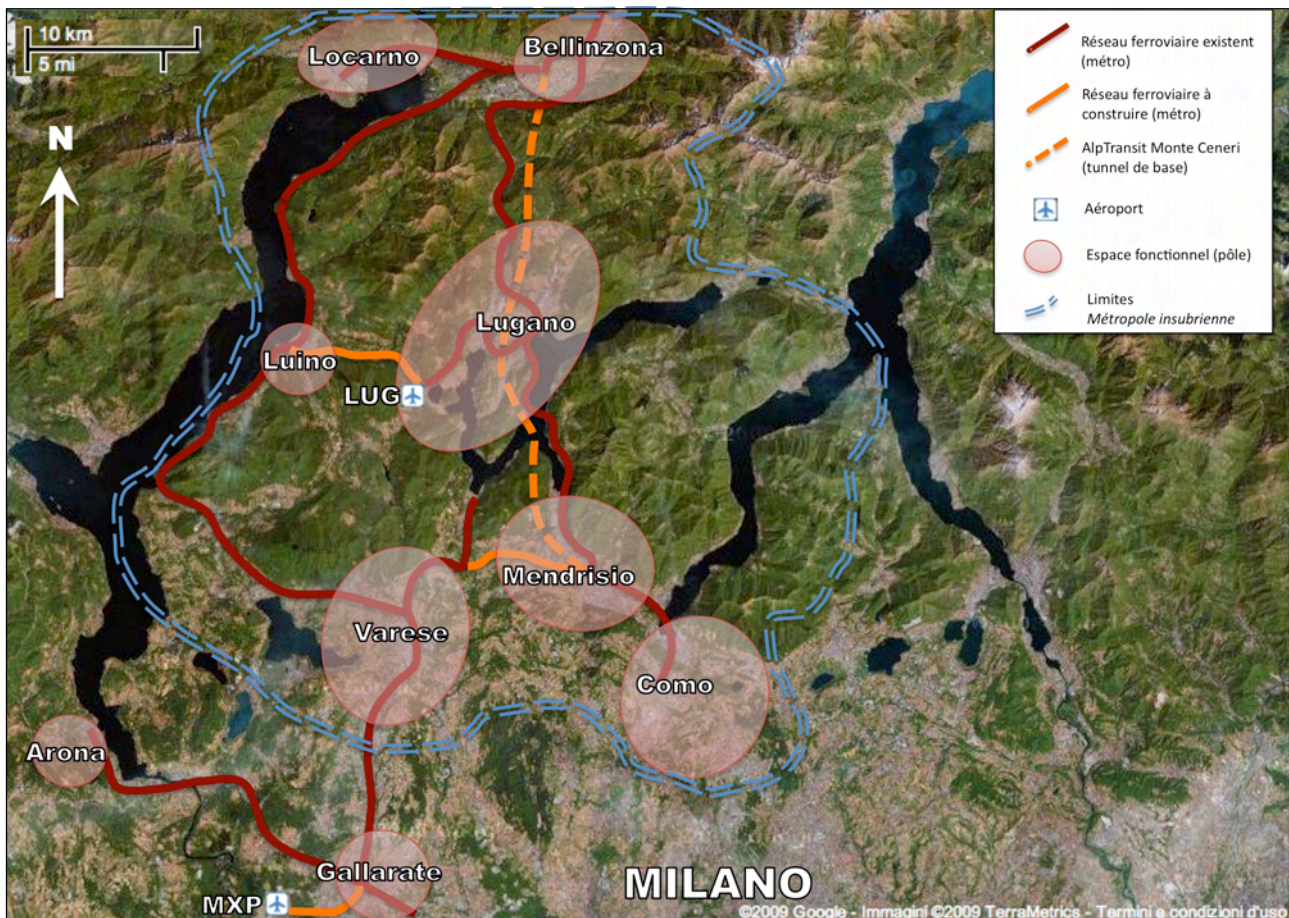 10 km
5 mi
N
Locarno
Bellinzona
Lugano
Luino
LUG
Mendrisio
Varese
Como
Arona
Gallarate
MXP
MILANO
Réseau ferroviaire existent
(métro)
Réseau ferroviaire à
construire (métro)
AlpTransit Monte Ceneri
(tunnel de base)
Aéroport
Espace fonctionnel (pôle)
Limites
Métropole insubrienne
©2009 Google - Immagini ©2009 TerraMetrics - Termini e condizioni d'uso